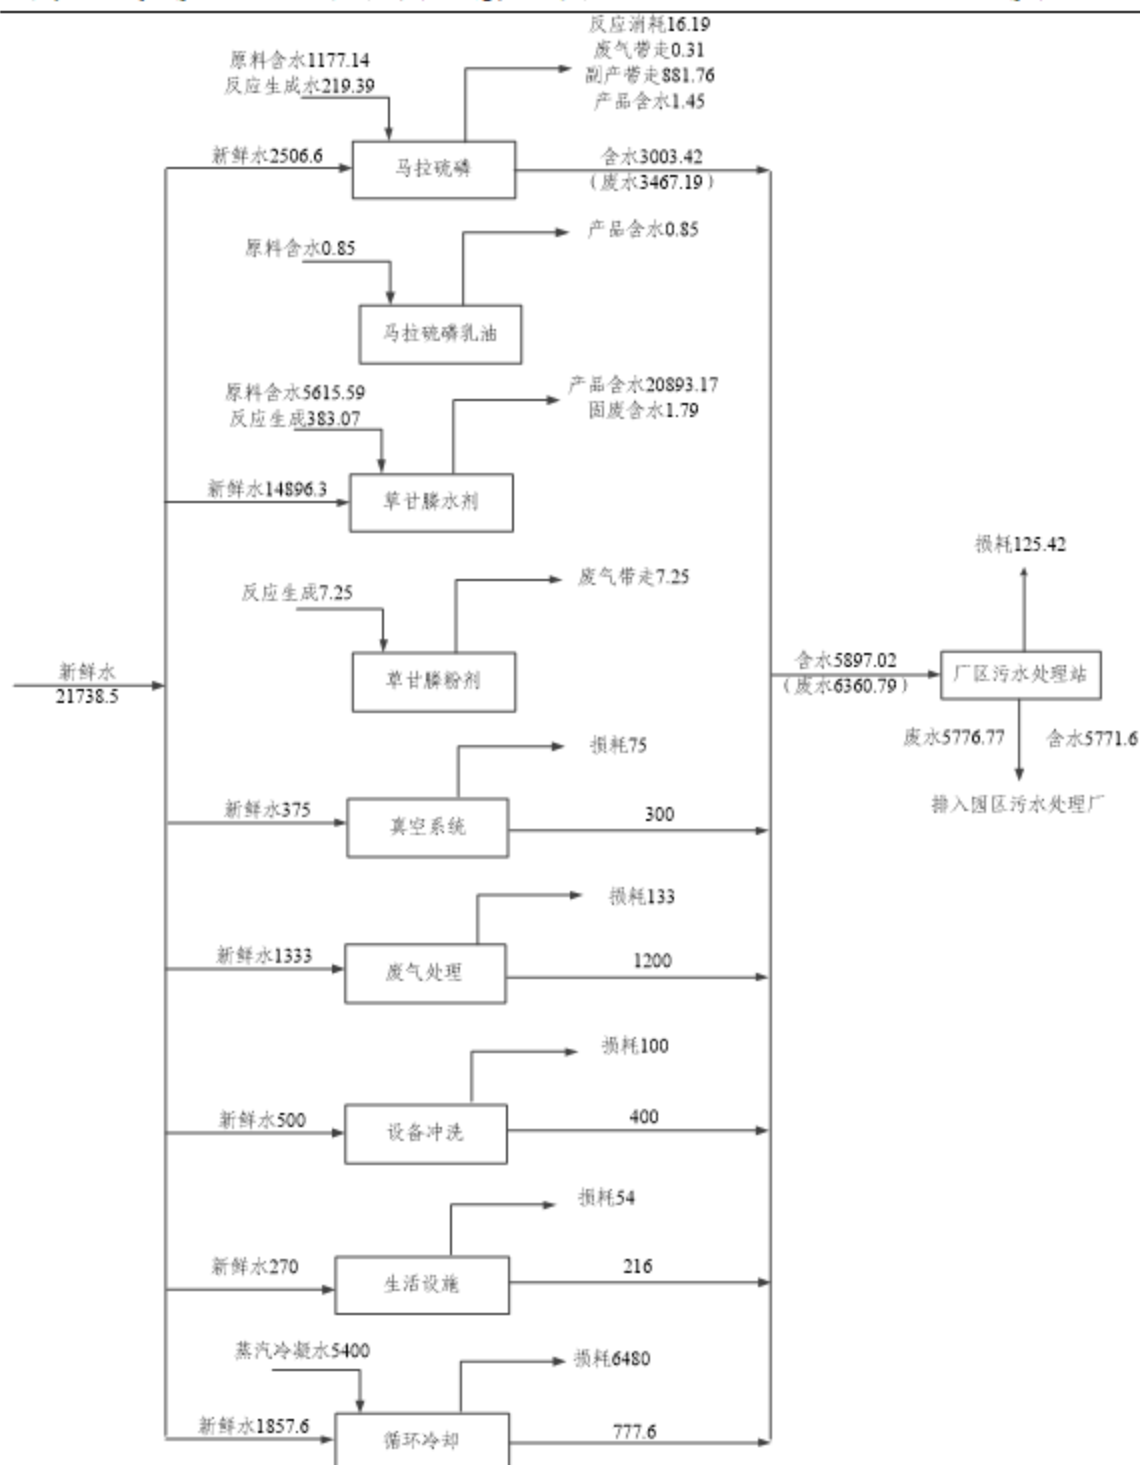 反应消耗16.19
废气带走0.31
副产带走881.76
产品含水1.45
原料含水1177.14
反应生成水219.39
新鲜水2506.6
马拉硫磷
含水3003.42
（废水3467.19）
产品含水0.85
原料含水0.85
马拉硫磷乳油
产品含水20893.17
固废含水1.79
原料含水5615.59
反应生成383.07
新鲜水14896.3
草甘膦水剂
损耗125.42
废气带走7.25
反应生成7.25
草甘膦粉剂
新鲜水
21738.5
含水5897.02
（废水6360.79）
厂区污水处理站
废水5776.77
含水5771.6
排入园区污水处理厂
损耗75
新鲜水375
真空系统
300
损耗133
新鲜水1333
废气处理
1200
损耗100
新鲜水500
设备冲洗
400
损耗54
新鲜水270
生活设施
216
蒸汽冷凝水5400
损耗6480
新鲜水1857.6
循环冷却
777.6